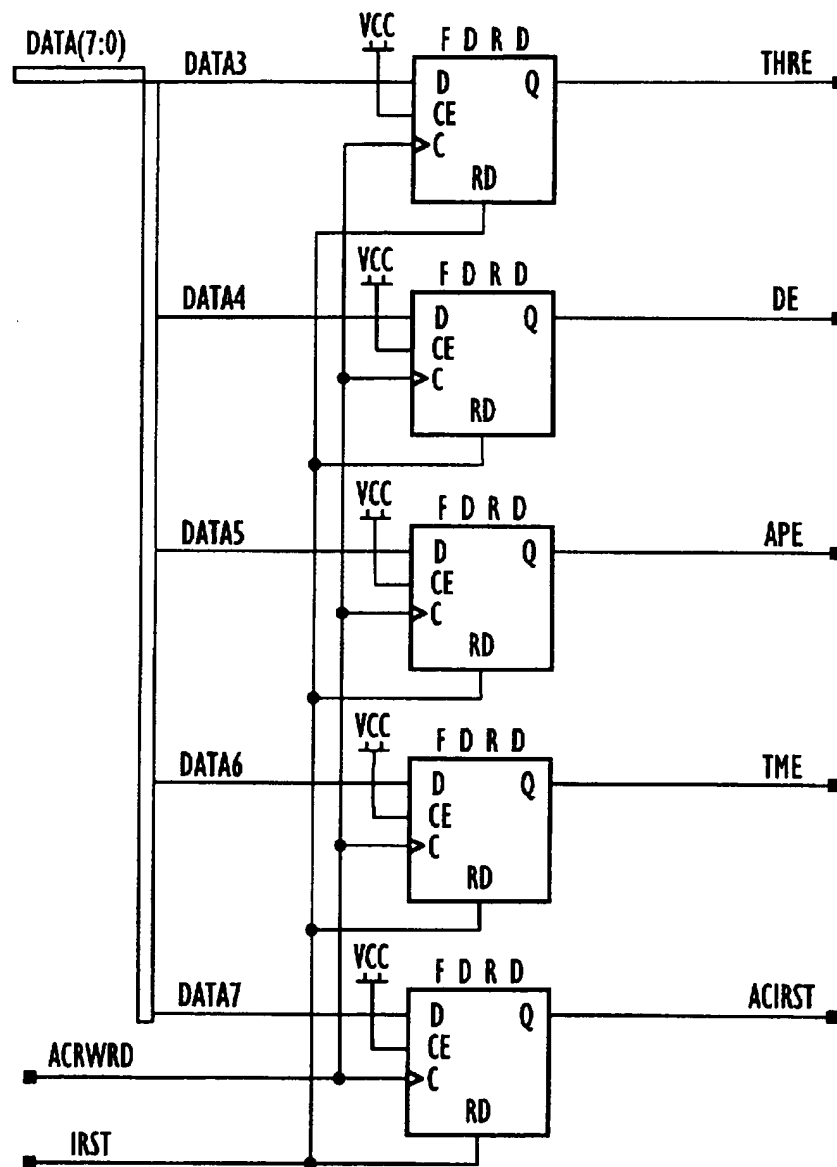 DATA(7:0)
VCC
F D R D
DATA3
D
Q
THRE
CE
C
RD
VCC
F D R D
DATA4
D
Q
DE
CE
C
RD
VCC
F D R D
DATA5
D
Q
APE
CE
C
RD
VCC
F D R D
DATA6
D
Q
TME
CE
C
RD
VCC
F D R D
DATA7
D
Q
ACIRST
CE
ACRWRD
C
RD
IRST